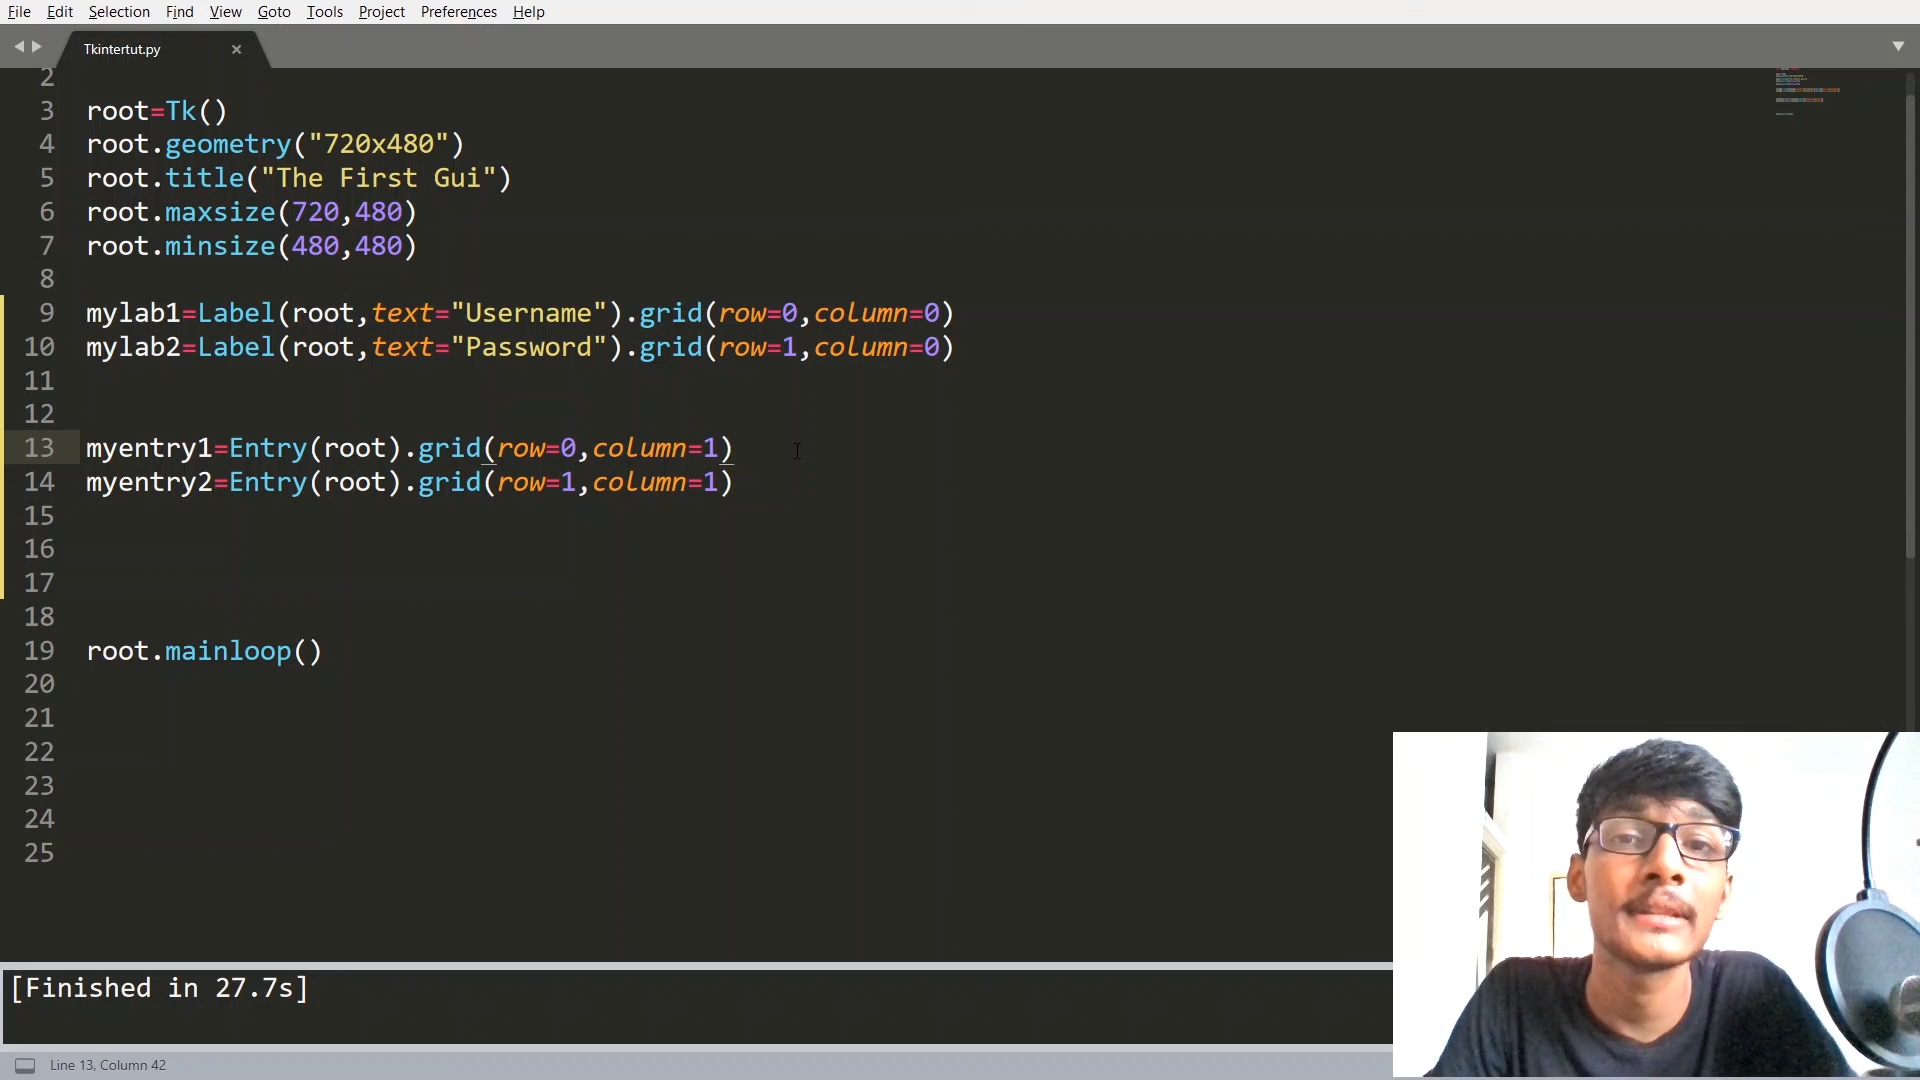 File Edit Selection Find View Goto Tools Project Preferences Help
Tkintertut.py ×
2
3 root=Tk()
4 root.geometry("720x480")
5 root.title("The First Gui")
6 root.maxsize(720,480)
7 root.minsize(480,480)
8
9 mylab1=Label(root,text="Username").grid(row=0,column=0)
10 mylab2=Label(root,text="Password").grid(row=1,column=0)
11
12
13 myentry1=Entry(root).grid(row=0,column=1)
14 myentry2=Entry(root).grid(row=1,column=1)
15
16
17
18
19 root.mainloop()
20
21
22
23
24
25
[Finished in 27.7s]
Line 13, Column 42